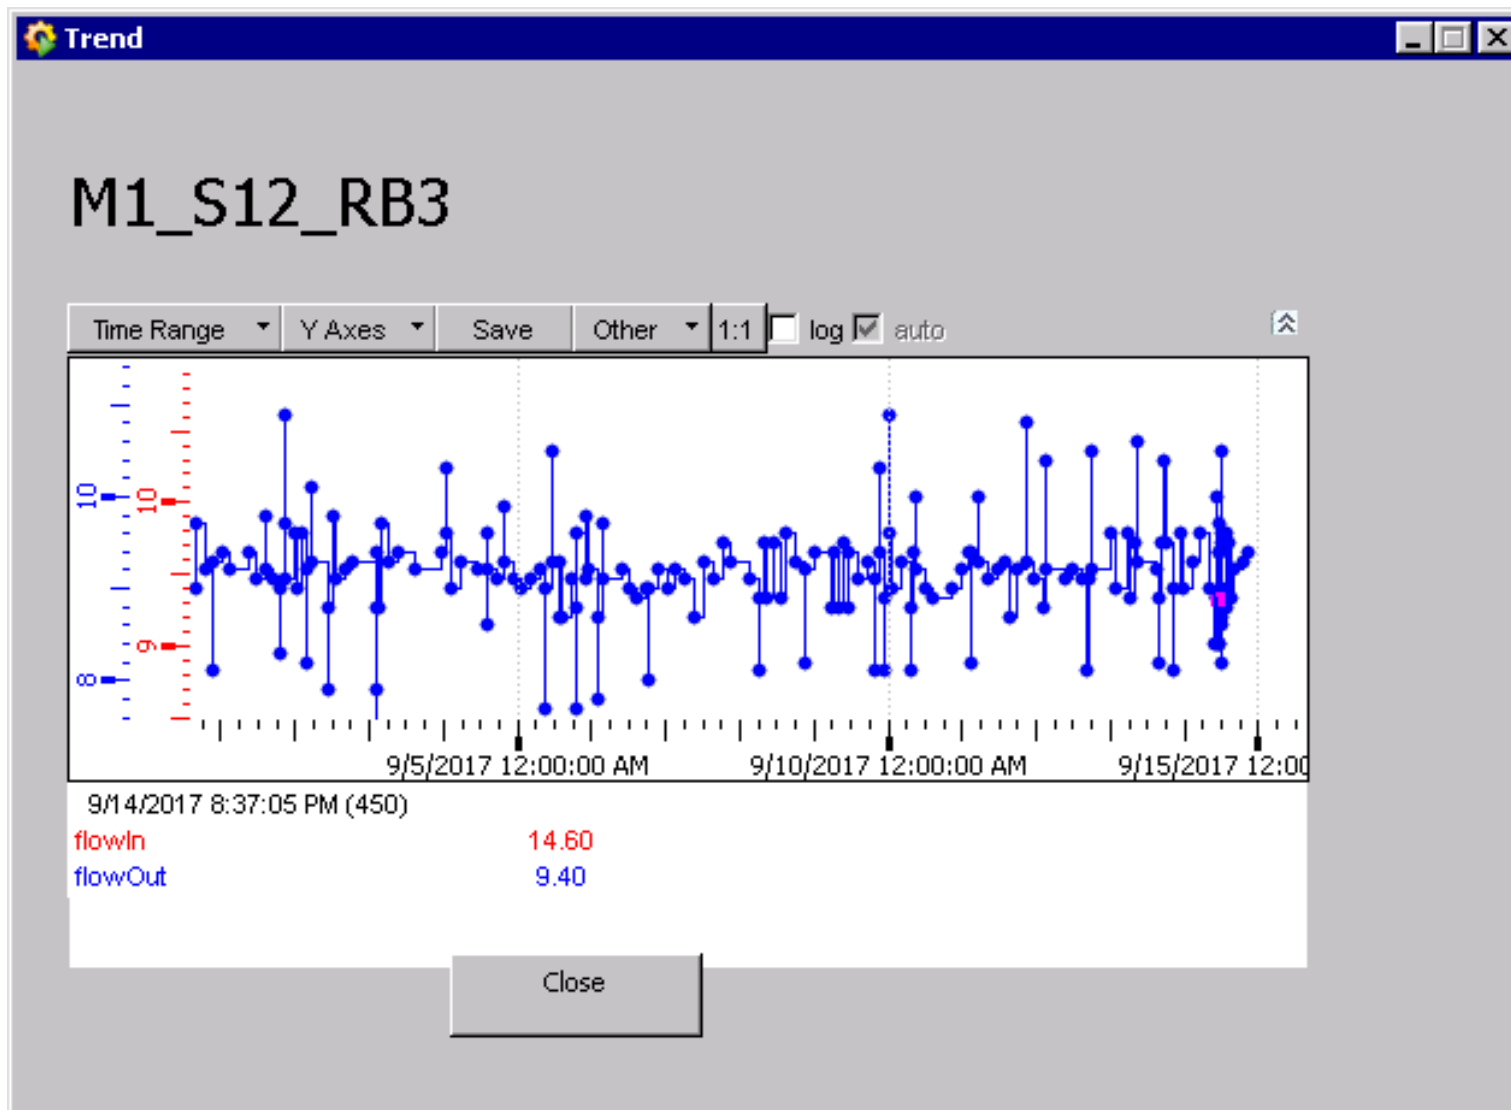 Trend
M1_S12_RB3
Time Range Y Axes Save Other 1:1 log auto
10 10
9
8
9/5/2017 12:00:00 AM 9/10/2017 12:00:00 AM 9/15/2017 12:00
9/14/2017 8:37:05 PM (450)
flowIn 14.60
flowOut 9.40
Close